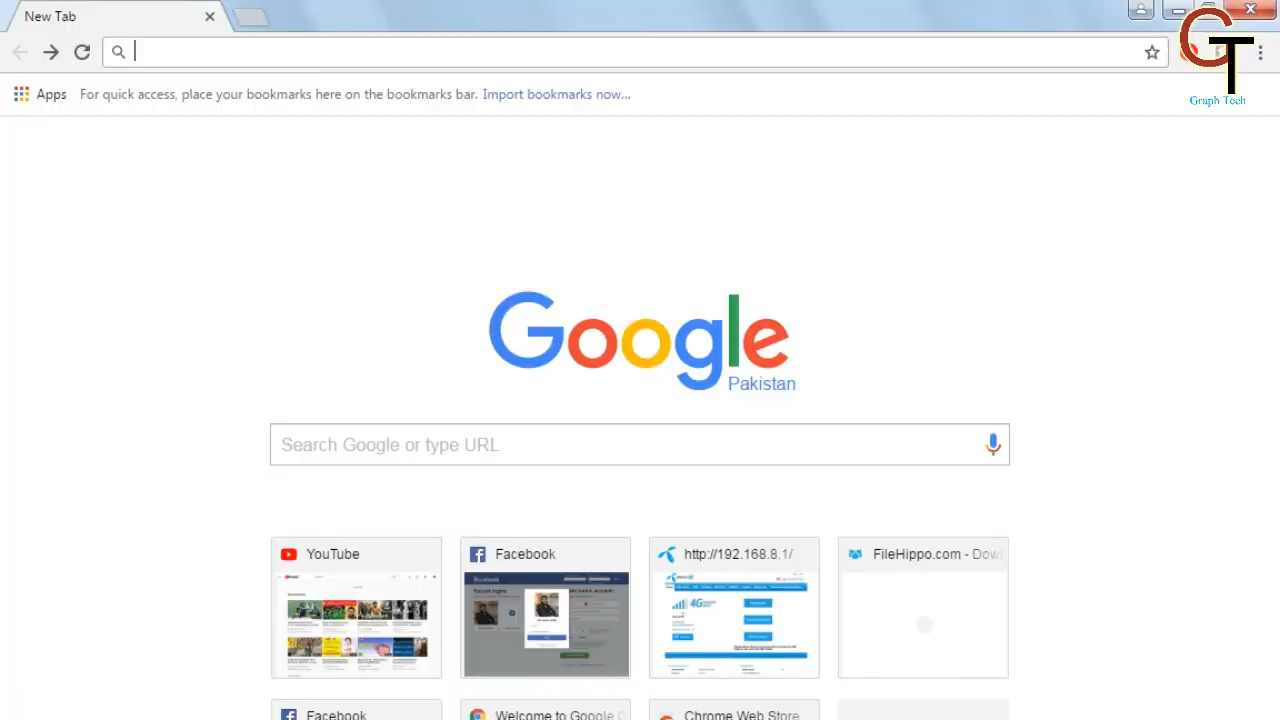 New Tab
Apps For quick access, place your bookmarks here on the bookmarks bar. Import bookmarks now...
Graph Tech
Google
Pakistan
Search Google or type URL
YouTube
Facebook
http://192.168.8.1/
FileHippo.com - Dow
4G
Facebook
Welcome to Google C
Chrome Web Store